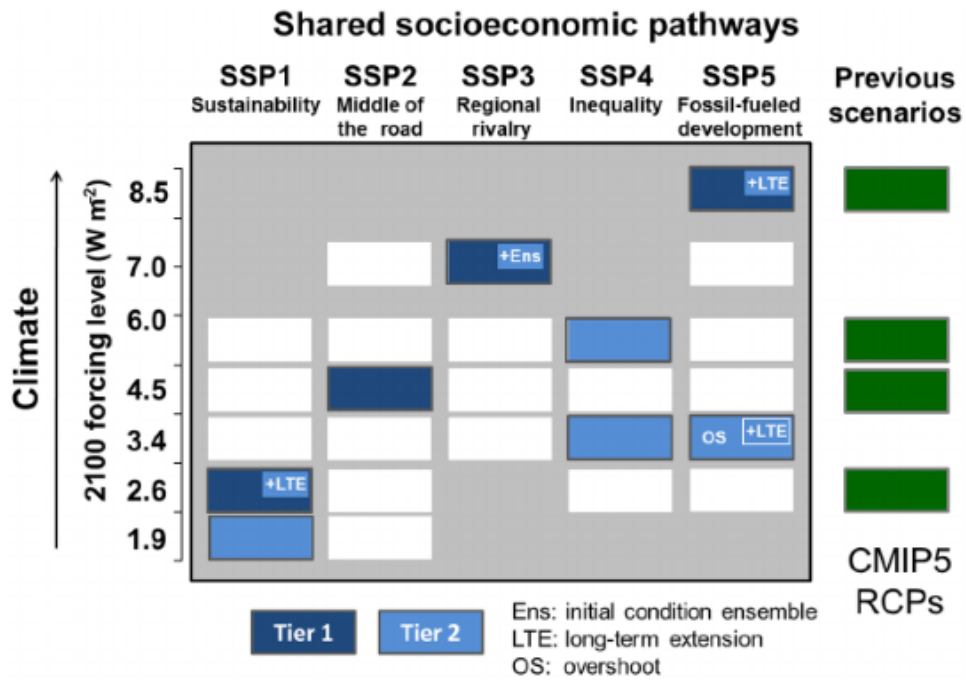 Shared socioeconomic pathways
SSP1 SSP2 SSP3 SSP4 SSP5
Sustainability Middle of the road Regional rivalry Inequality Fossil-fueled development
Previous
scenarios
Climate
2100 forcing level (W m-2)
8.5 +LTE
7.0 +Ens
6.0
4.5
3.4 OS +LTE
2.6 +LTE
1.9
CMIP5
RCPs
Tier 1 Tier 2
Ens: initial condition ensemble
LTE: long-term extension
OS: overshoot